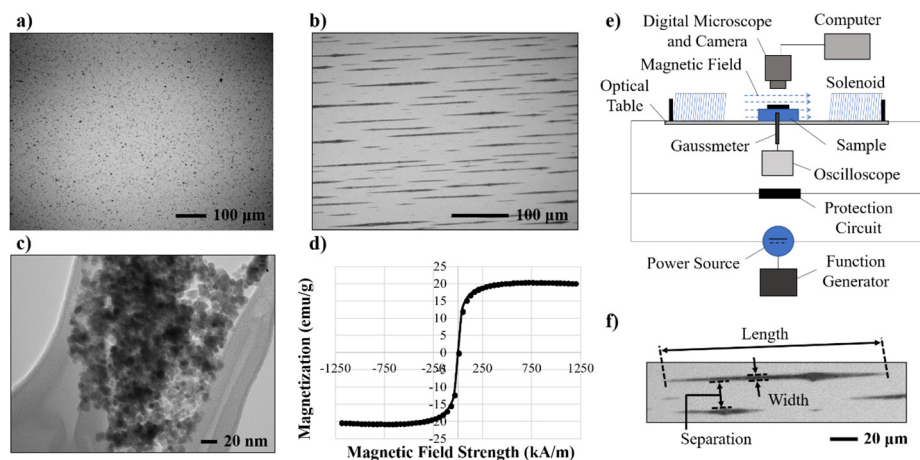 a)
100 μm
b)
100 μm
c)
20 nm
d)
Magnetization (emu/g)
25
20
15
10
5
0
-5
-10
-15
-20
-25
-1250
-750
-250
250
750
1250
Magnetic Field Strength (kA/m)
e)
Digital Microscope
and Camera
Computer
Magnetic Field
Solenoid
Optical
Table
Gaussmeter
Sample
Oscilloscope
Protection
Circuit
Power Source
Function
Generator
f)
Length
Width
Separation
20 μm